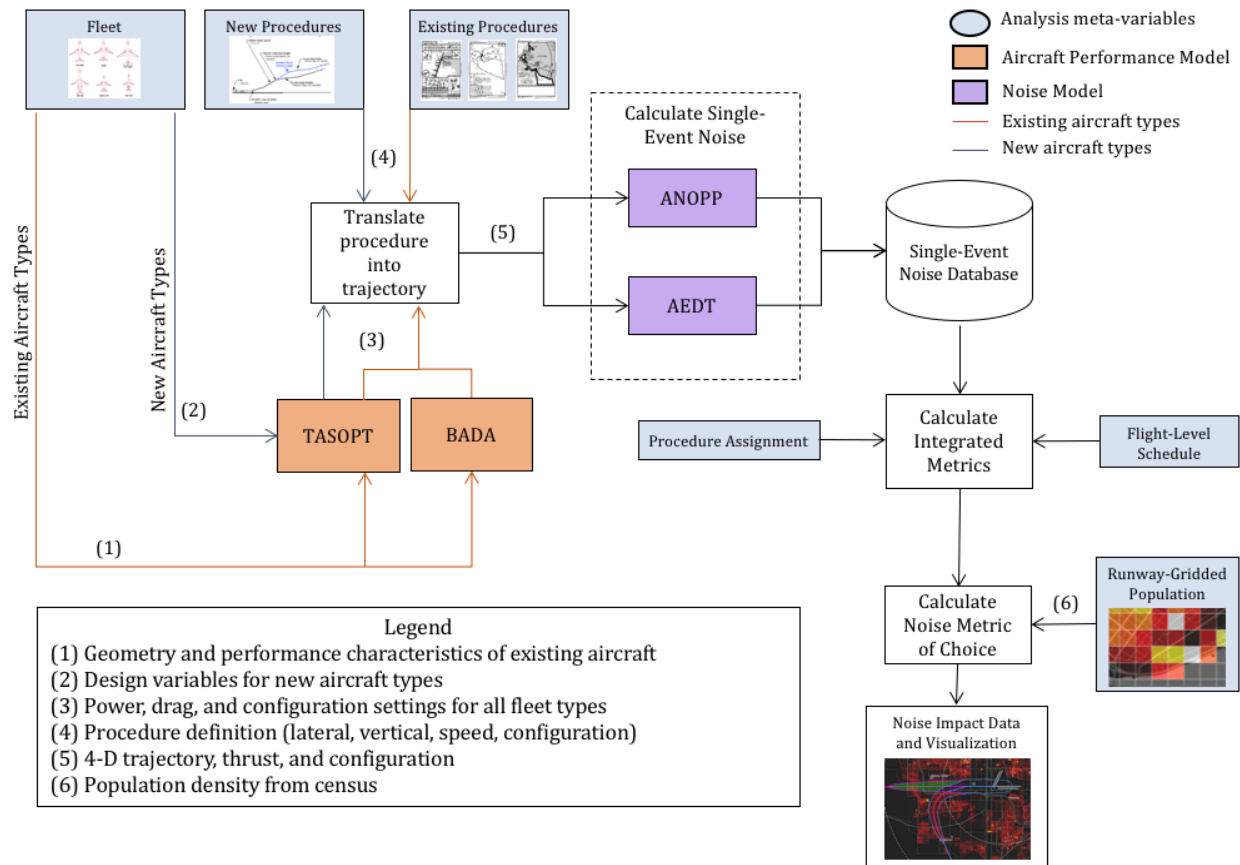 Fleet
New Procedures
Existing Procedures
Analysis meta-variables
Aircraft Performance Model
Noise Model
Existing aircraft types
New aircraft types
Calculate Single-
Event Noise
(4)
ANOPP
Translate
procedure
into
trajectory
(5)
Single-Event
Noise Database
AEDT
Existing Aircraft Types
New Aircraft Types
(3)
(2)
TASOPT
BADA
Procedure Assignment
Calculate
Integrated
Metrics
Flight-Level
Schedule
(1)
Runway-Gridded
Population
Calculate
Noise Metric
of Choice
(6)
Legend
(1) Geometry and performance characteristics of existing aircraft
(2) Design variables for new aircraft types
(3) Power, drag, and configuration settings for all fleet types
(4) Procedure definition (lateral, vertical, speed, configuration)
(5) 4-D trajectory, thrust, and configuration
(6) Population density from census
Noise Impact Data
and Visualization